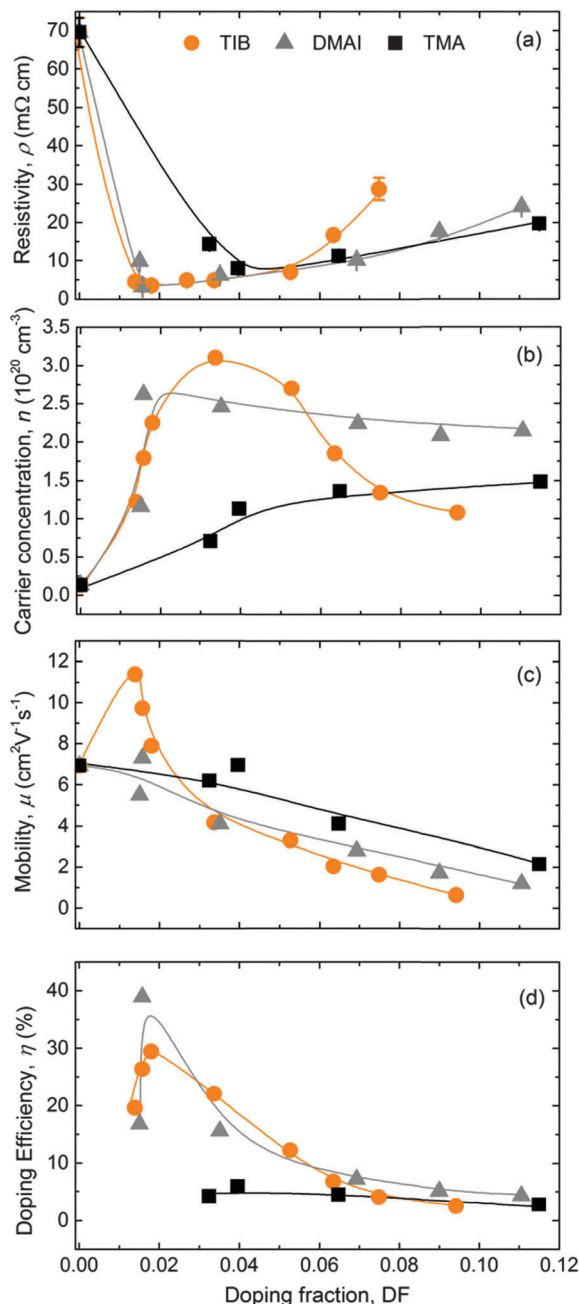 TIB DMAI TMA (a)
70
60
50
40
30
20
10
0
Resistivity, ρ (mΩ cm)
(b)
3.5
3.0
2.5
2.0
1.5
1.0
0.5
0.0
Carrier concentration, n (10²⁰ cm⁻³)
(c)
12
10
8
6
4
2
0
Mobility, μ (cm²V⁻¹s⁻¹)
(d)
40
30
20
10
0
Doping Efficiency, η (%)
0.00 0.02 0.04 0.06 0.08 0.10 0.12
Doping fraction, DF